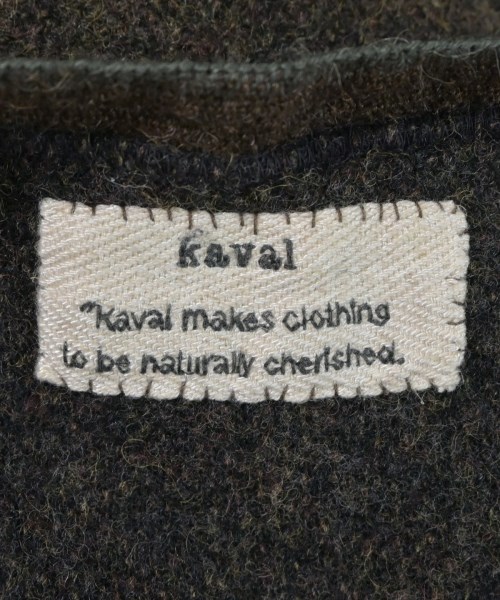 kaval
"Kaval makes clothing
to be naturally cherished.